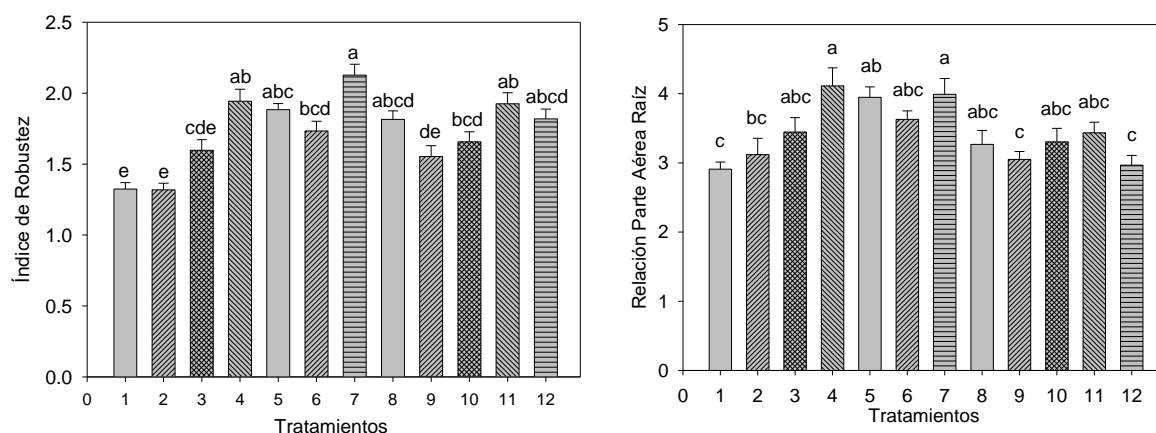 Índice de Robustez
2.5
2.0
1.5
1.0
0.5
0.0
e e cde ab abc bcd a abcd de bcd ab abcd
0 1 2 3 4 5 6 7 8 9 10 11 12
Tratamientos
Relación Parte Aérea Raíz
5
4
3
2
1
0
c bc abc a ab abc a abc c abc abc c
0 1 2 3 4 5 6 7 8 9 10 11 12
Tratamientos